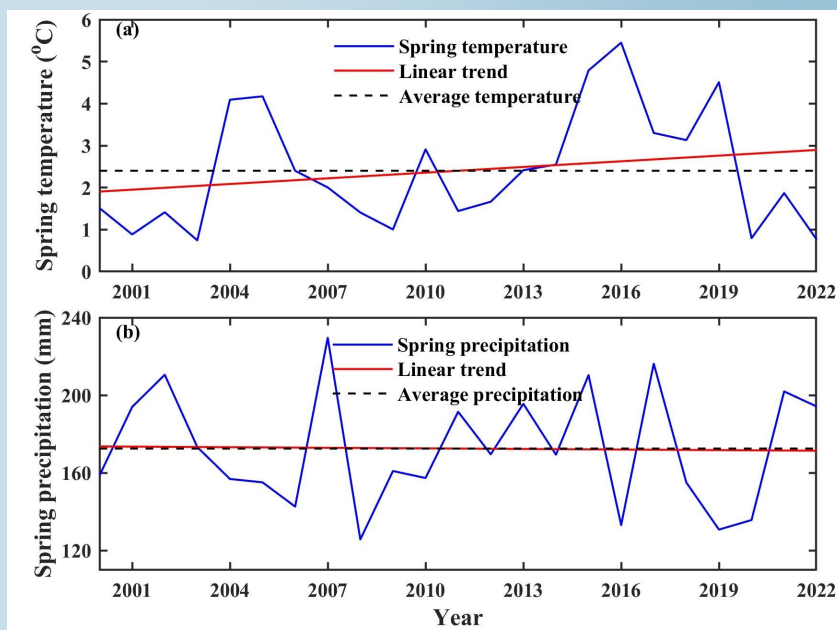 (a)
Spring temperature (°C)
6
5
4
3
2
1
0
Spring temperature
Linear trend
Average temperature
2001 2004 2007 2010 2013 2016 2019 2022
(b)
Spring precipitation (mm)
240
200
160
120
Spring precipitation
Linear trend
Average precipitation
2001 2004 2007 2010 2013 2016 2019 2022
Year